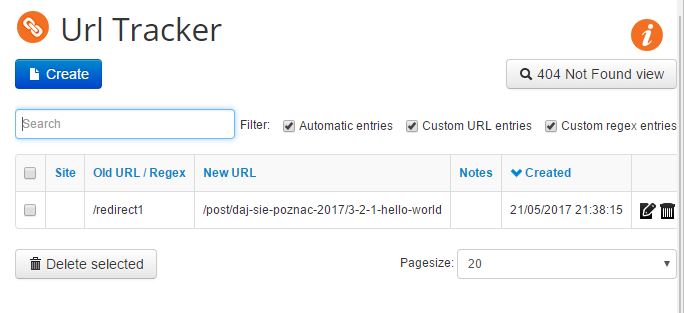 Url Tracker
Create
404 Not Found view
Search
Filter: Automatic entries Custom URL entries Custom regex entries
Site Old URL / Regex New URL Notes Created
/redirect1 /post/daj-sie-poznac-2017/3-2-1-hello-world 21/05/2017 21:38:15
Delete selected
Pagesize: 20